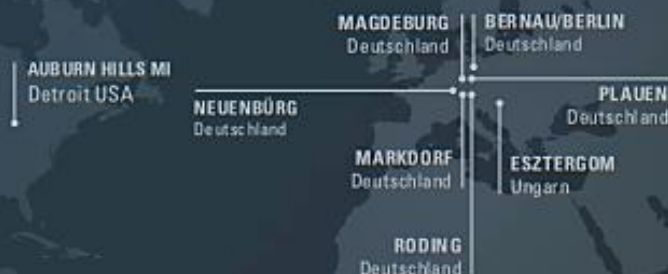 MAGDEBURG
Deutschland
BERNAU/BERLIN
Deutschland
AUBURN HILLS MI
Detroit USA
NEUENBÜRG
Deutschland
PLAUEN
Deutschland
MARKDORF
Deutschland
ESZTERGOM
Ungarn
RODING
Deutschland